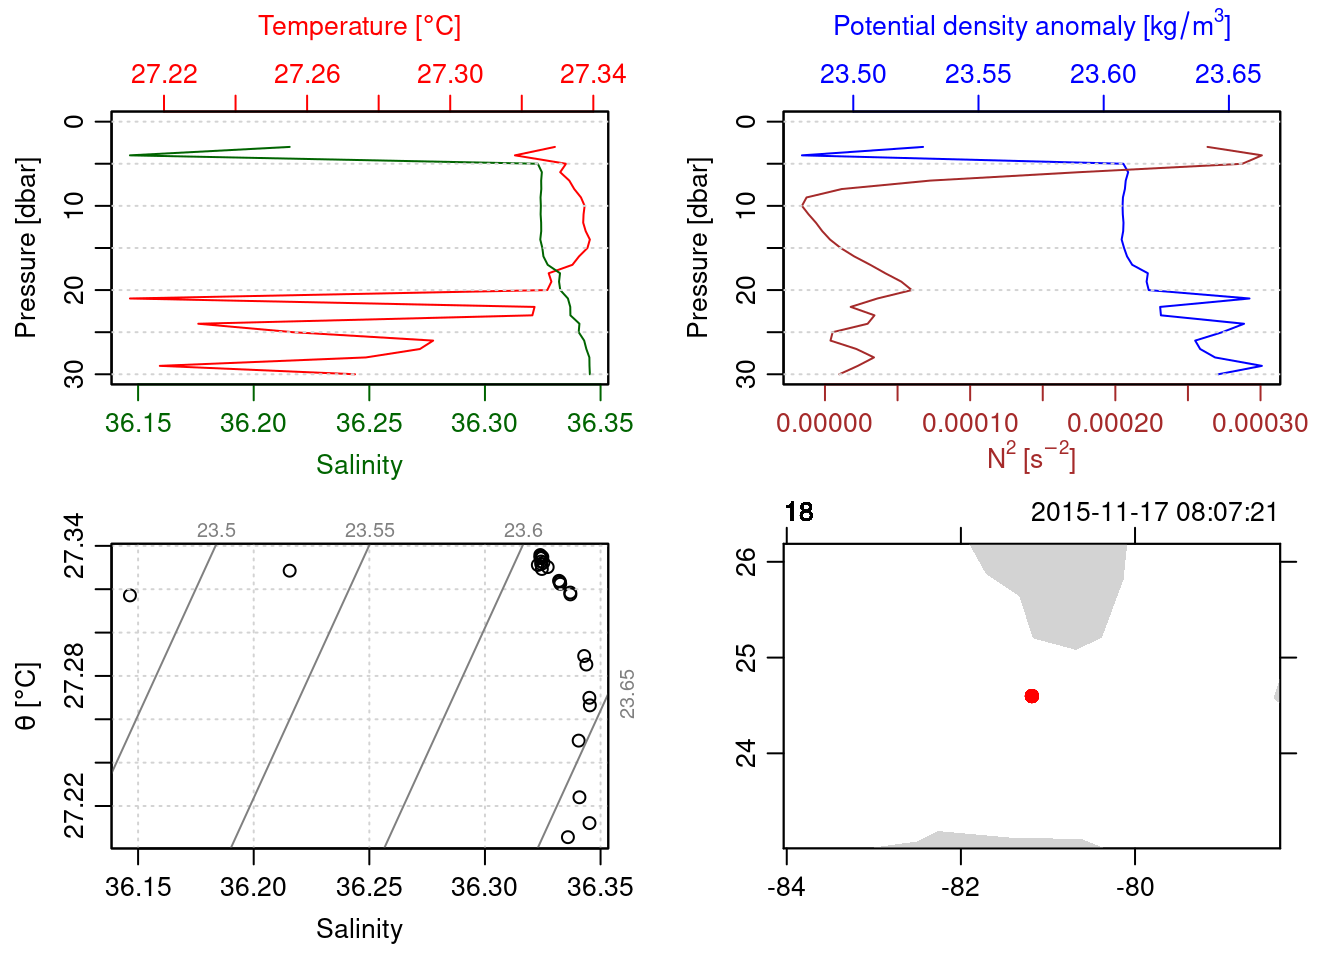 Temperature [°C]
27.22 27.26 27.30 27.34
Pressure [dbar]
0 10 20 30
36.15 36.20 36.25 36.30 36.35
Salinity
Potential density anomaly [kg/m³]
23.50 23.55 23.60 23.65
Pressure [dbar]
0 10 20 30
0.00000 0.00010 0.00020 0.00030
N² [s⁻²]
23.5 23.55 23.6
23.65
θ [°C]
27.34 27.28 27.22
36.15 36.20 36.25 36.30 36.35
Salinity
18 2015-11-17 08:07:21
26 25 24
-84 -82 -80